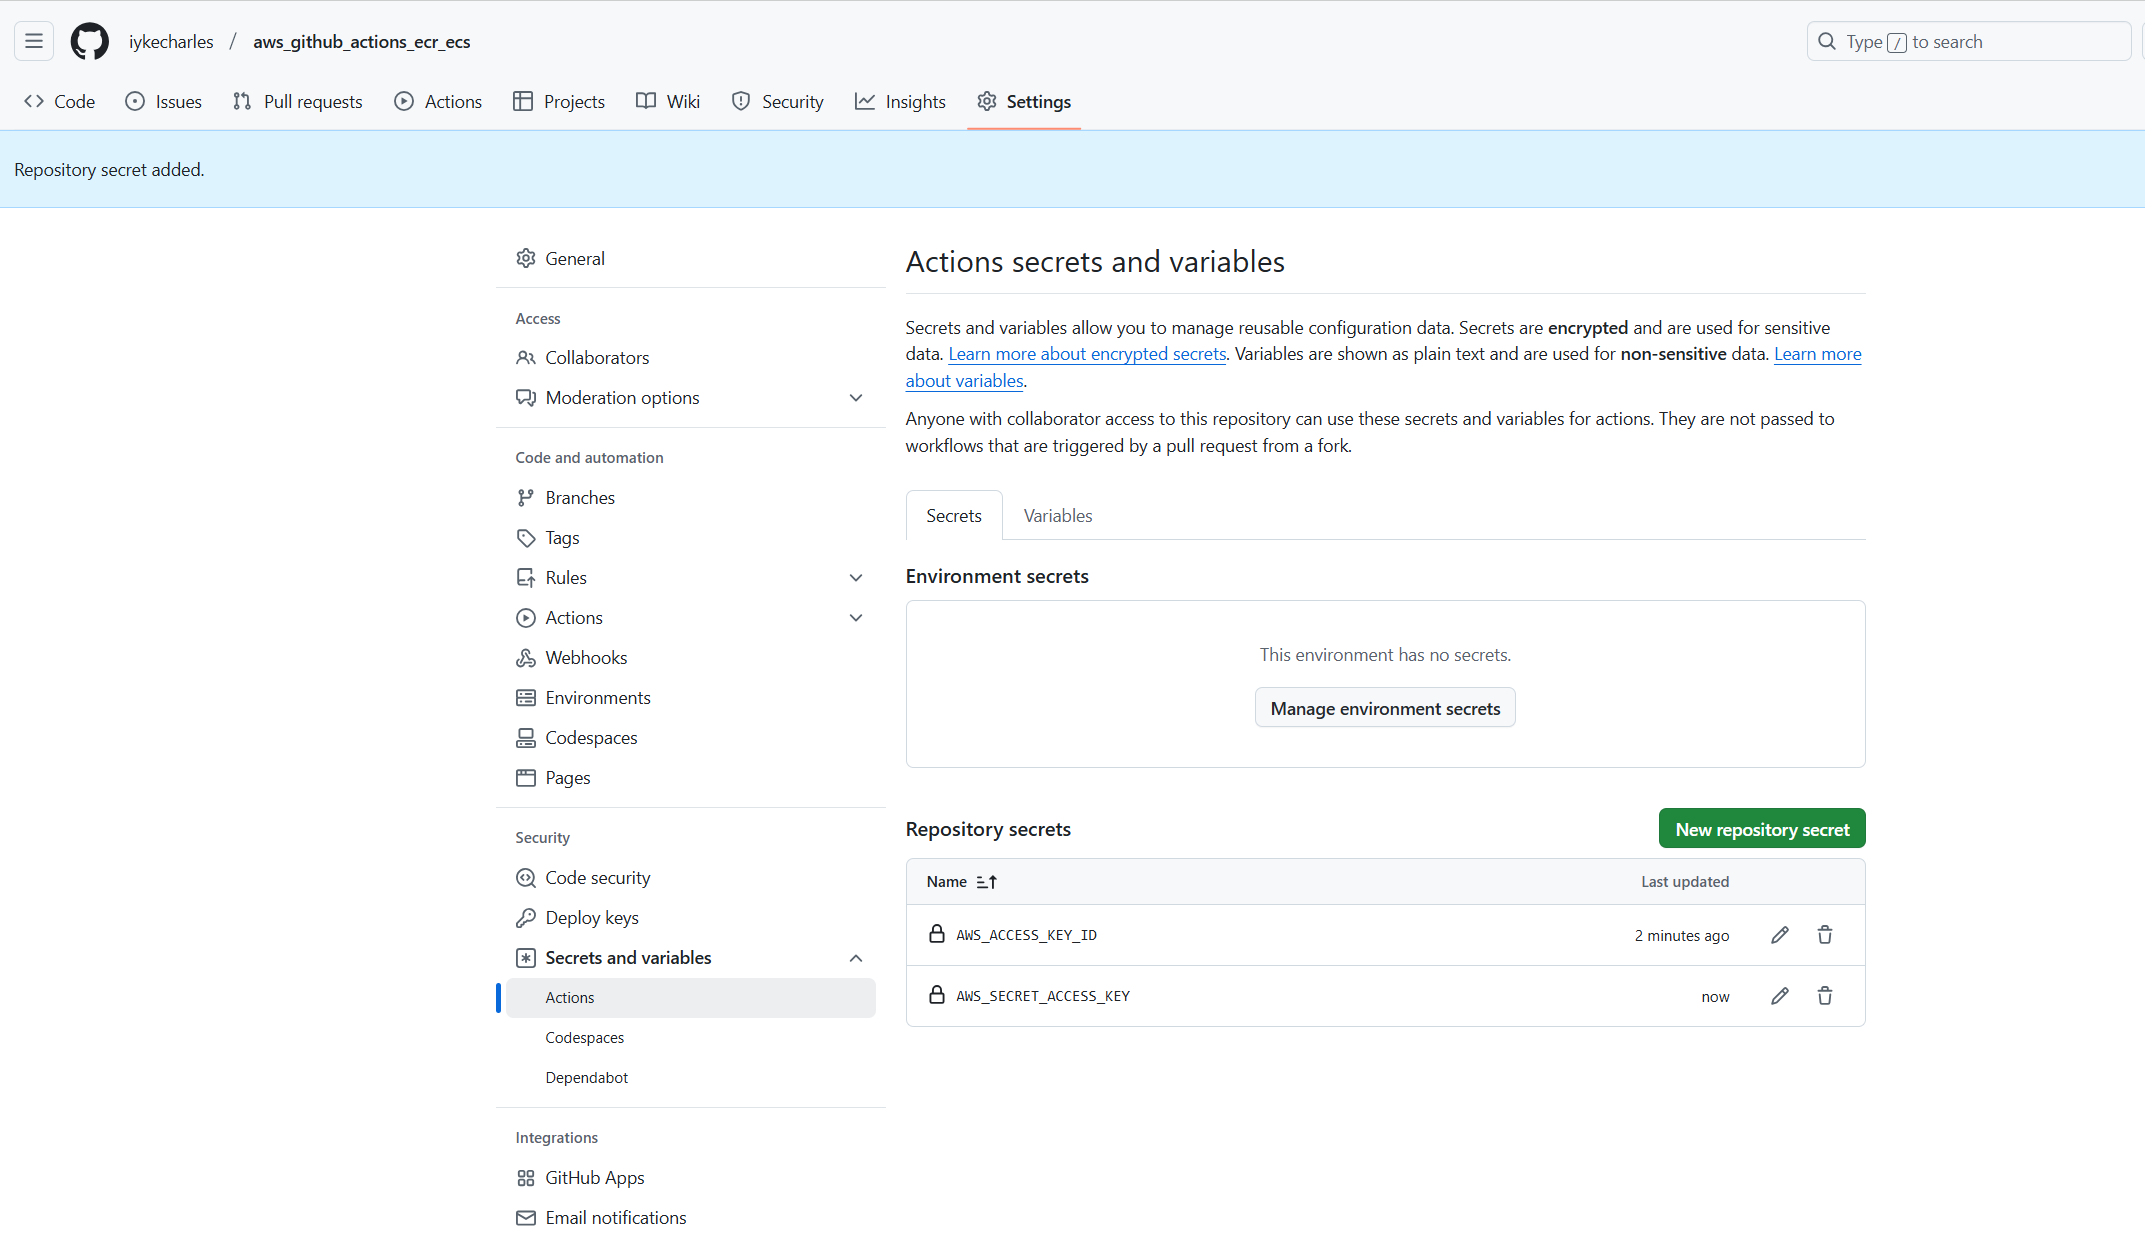 iykecharles / aws_github_actions_ecr_ecs
Type / to search
Code Issues Pull requests Actions Projects Wiki Security Insights Settings
Repository secret added.
General
Access
Collaborators
Moderation options
Code and automation
Branches
Tags
Rules
Actions
Webhooks
Environments
Codespaces
Pages
Security
Code security
Deploy keys
Secrets and variables
Actions
Codespaces
Dependabot
Integrations
GitHub Apps
Email notifications
Actions secrets and variables
Secrets and variables allow you to manage reusable configuration data. Secrets are encrypted and are used for sensitive
data. Learn more about encrypted secrets. Variables are shown as plain text and are used for non-sensitive data. Learn more
about variables.
Anyone with collaborator access to this repository can use these secrets and variables for actions. They are not passed to
workflows that are triggered by a pull request from a fork.
Secrets Variables
Environment secrets
This environment has no secrets.
Manage environment secrets
Repository secrets New repository secret
Name Last updated
AWS_ACCESS_KEY_ID 2 minutes ago
AWS_SECRET_ACCESS_KEY now